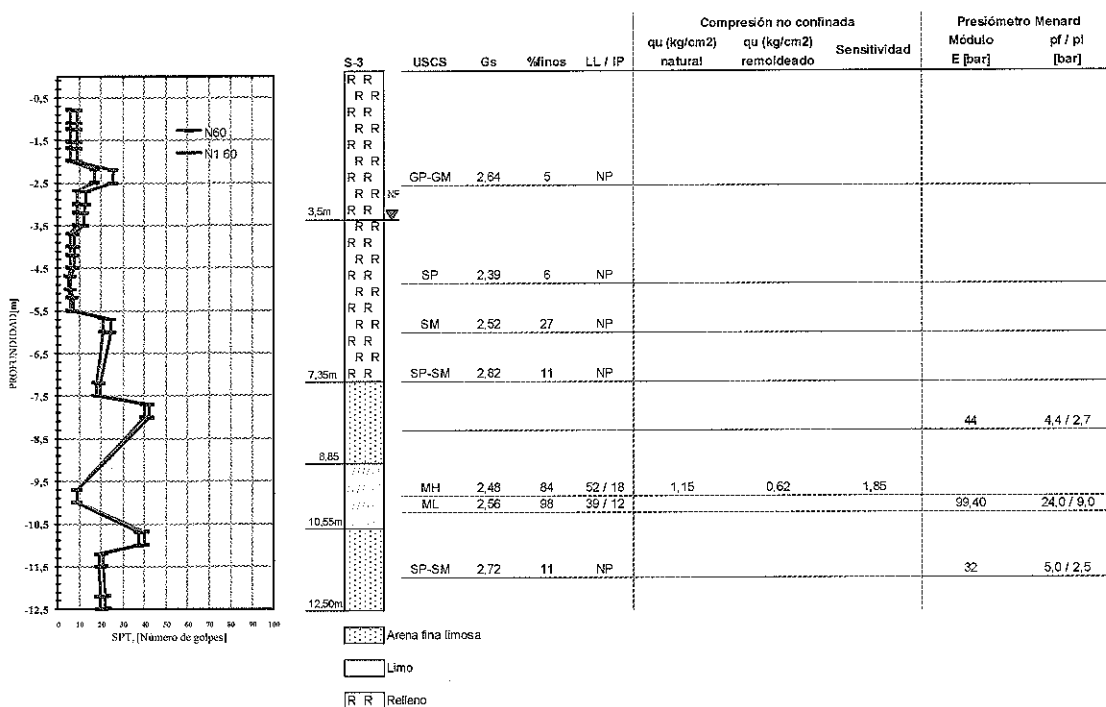 Compresión no confinada Presiómetro Menard
qu (kg/cm2) qu (kg/cm2) Sensitividad Módulo pf / pl
S-3 USCS Gs %finos LL / IP natural remoldeado E [bar] [bar]
-0,5
N60
-1,5
N1 60
GP-GM 2,64 5 NP
-2,5
NF
3,5m
-3,5
SP 2,39 6 NP
-4,5
PROFUNDIDAD[m]
-5,5
SM 2,52 27 NP
-6,5
SP-SM 2,82 11 NP
7,35m
-7,5
44 4,4 / 2,7
-8,5
8,85
-9,5
MH 2,48 84 52 / 18 1,15 0,62 1,85
ML 2,56 98 39 / 12 99,40 24,0 / 9,0
-10,5
10,55m
-11,5
SP-SM 2,72 11 NP 32 5,0 / 2,5
12,50m
-12,5
0 10 20 30 40 50 60 70 80 90 100
SPT, [Número de golpes]
Arena fina limosa
Limo
R R Relleno